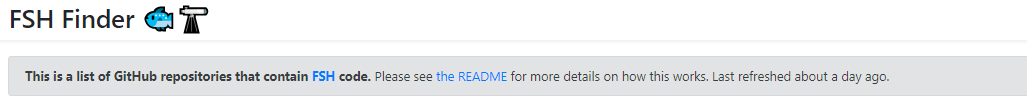 FSH Finder
This is a list of GitHub repositories that contain FSH code. Please see the README for more details on how this works. Last refreshed about a day ago.